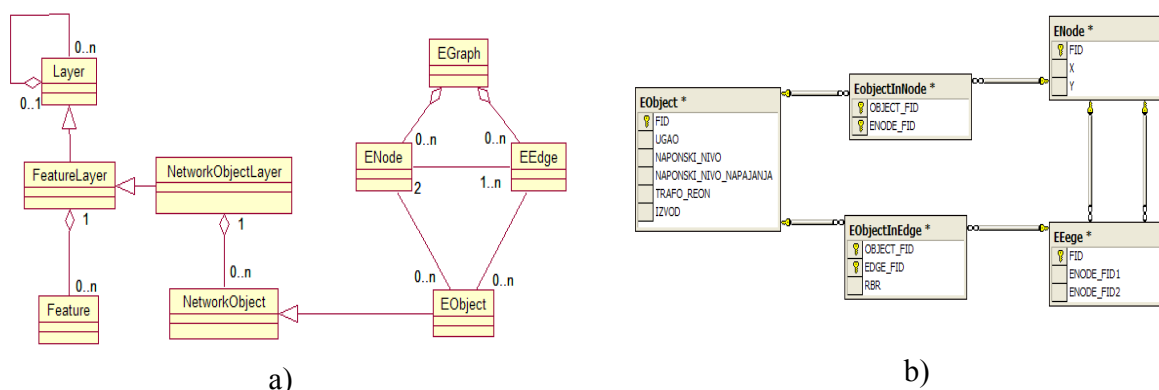 0..n
Layer
0..1
FeatureLayer
1
0..n
Feature
NetworkObjectLayer
1
0..n
NetworkObject
EGraph
0..n
0..n
ENode
EEdge
2
1..n
0..n
0..n
EObject
a)
EObject *
FID
UGAO
NAPONSKI_NIVO
NAPONSKI_NIVO_NAPAJANJA
TRAFO_REON
IZVOD
EobjectInNode *
OBJECT_FID
ENODE_FID
EObjectInEdge *
OBJECT_FID
EDGE_FID
RBR
ENode *
FID
X
Y
EEege *
FID
ENODE_FID1
ENODE_FID2
b)